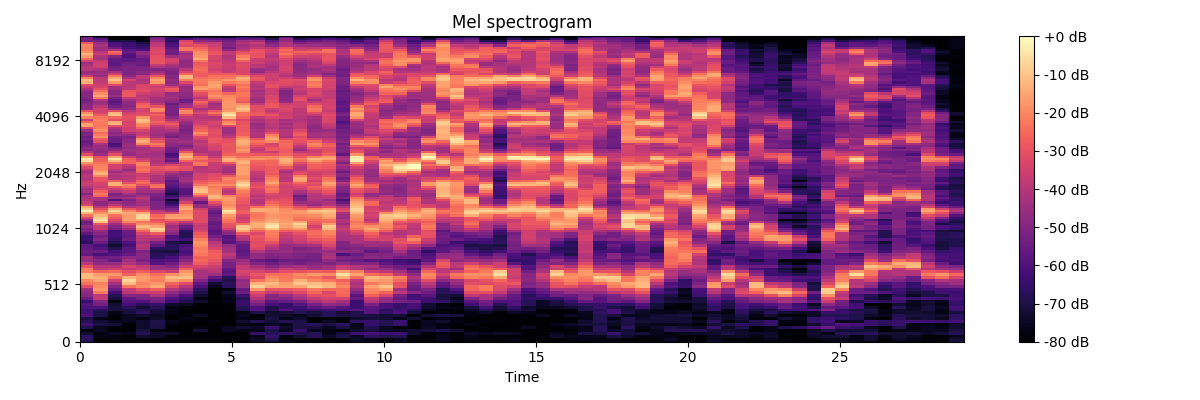 Mel spectrogram
8192
4096
2048
1024
512
0
Hz
0 5 10 15 20 25
Time
+0 dB
-10 dB
-20 dB
-30 dB
-40 dB
-50 dB
-60 dB
-70 dB
-80 dB